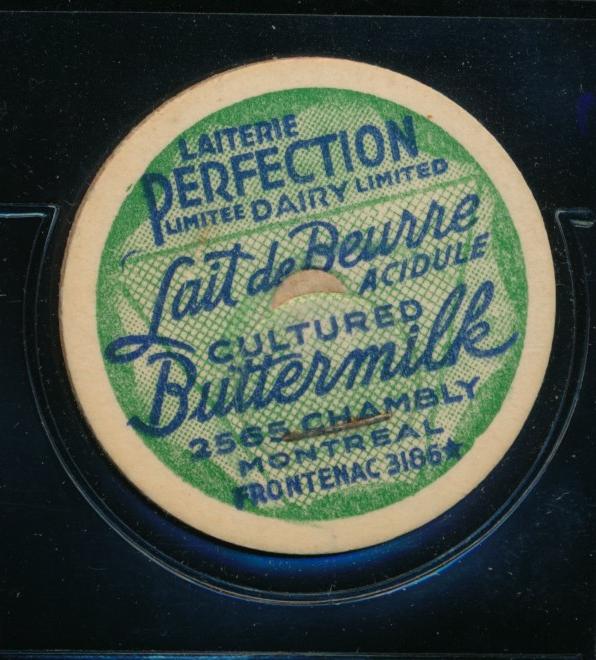 LAITERIE
PERFECTION
LIMITEE DAIRY LIMITED
Lait de Beurre
ACIDULE
CULTURED
Buttermilk
2565 CHAMBLY
MONTREAL
FRONTENAC 3186★